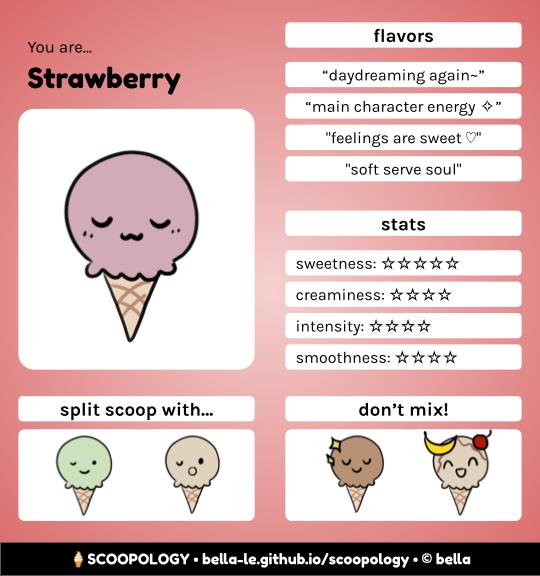 You are...
Strawberry
flavors
“daydreaming again~”
“main character energy ✧”
"feelings are sweet ♡"
"soft serve soul"
stats
sweetness: ☆☆☆☆☆
creaminess: ☆☆☆☆
intensity: ☆☆☆☆
smoothness: ☆☆☆☆
split scoop with...
don’t mix!
🍦SCOOPOLOGY • bella-le.github.io/scoopology • © bella